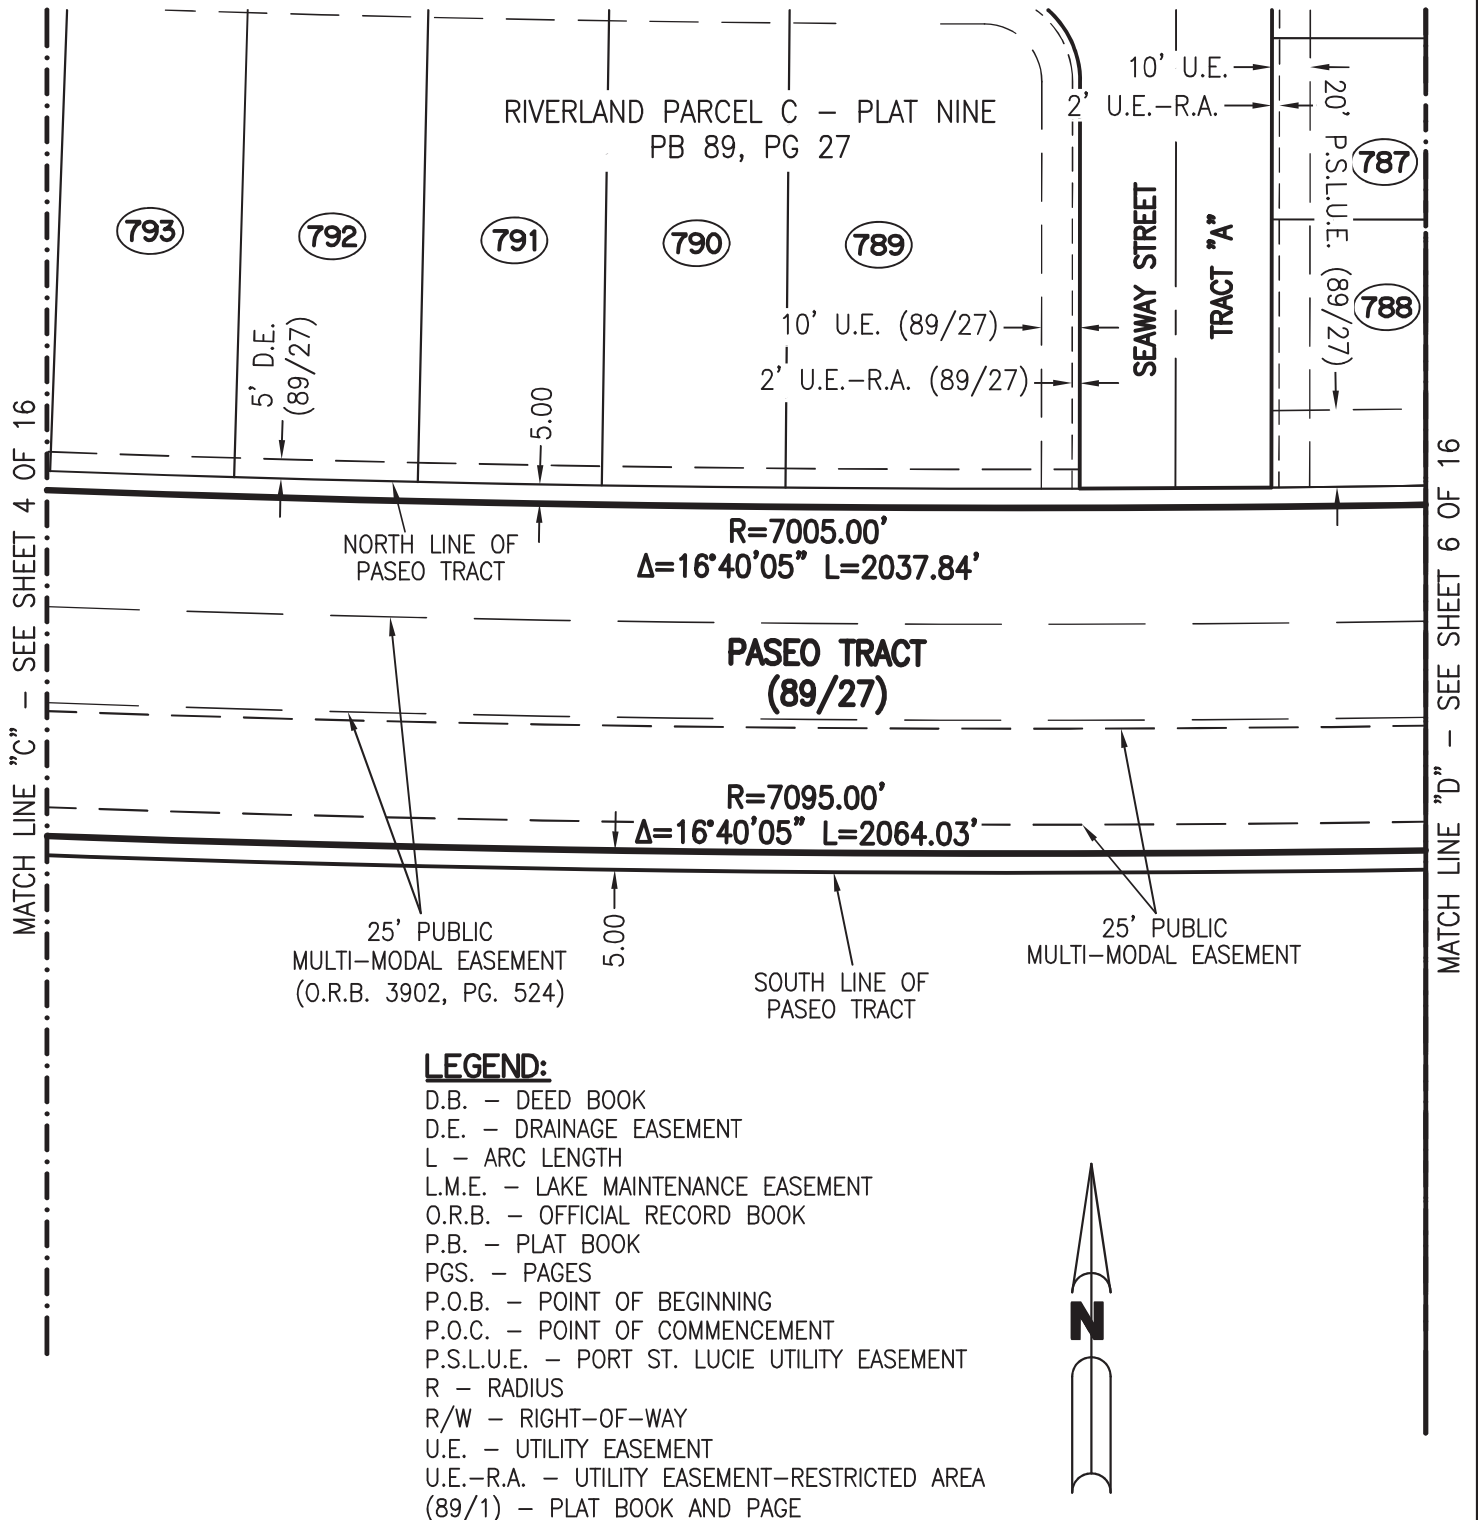 10' U.E.
2' U.E.-R.A.
RIVERLAND PARCEL C - PLAT NINE
PB 89, PG 27
20' P.S.L.U.E. (89/27)
787
793
792
791
790
789
788
SEAWAY STREET
TRACT "A"
10' U.E. (89/27)
2' U.E.-R.A. (89/27)
5' D.E.
(89/27)
5.00
MATCH LINE "C" - SEE SHEET 4 OF 16
MATCH LINE "D" - SEE SHEET 6 OF 16
NORTH LINE OF
PASEO TRACT
R=7005.00'
Δ=16°40'05" L=2037.84'
PASEO TRACT
(89/27)
R=7095.00'
Δ=16°40'05" L=2064.03'
5.00
25' PUBLIC
MULTI-MODAL EASEMENT
(O.R.B. 3902, PG. 524)
SOUTH LINE OF
PASEO TRACT
25' PUBLIC
MULTI-MODAL EASEMENT
LEGEND:
D.B. - DEED BOOK
D.E. - DRAINAGE EASEMENT
L - ARC LENGTH
L.M.E. - LAKE MAINTENANCE EASEMENT
O.R.B. - OFFICIAL RECORD BOOK
P.B. - PLAT BOOK
PGS. - PAGES
P.O.B. - POINT OF BEGINNING
P.O.C. - POINT OF COMMENCEMENT
P.S.L.U.E. - PORT ST. LUCIE UTILITY EASEMENT
R - RADIUS
R/W - RIGHT-OF-WAY
U.E. - UTILITY EASEMENT
U.E.-R.A. - UTILITY EASEMENT-RESTRICTED AREA
(89/1) - PLAT BOOK AND PAGE
N